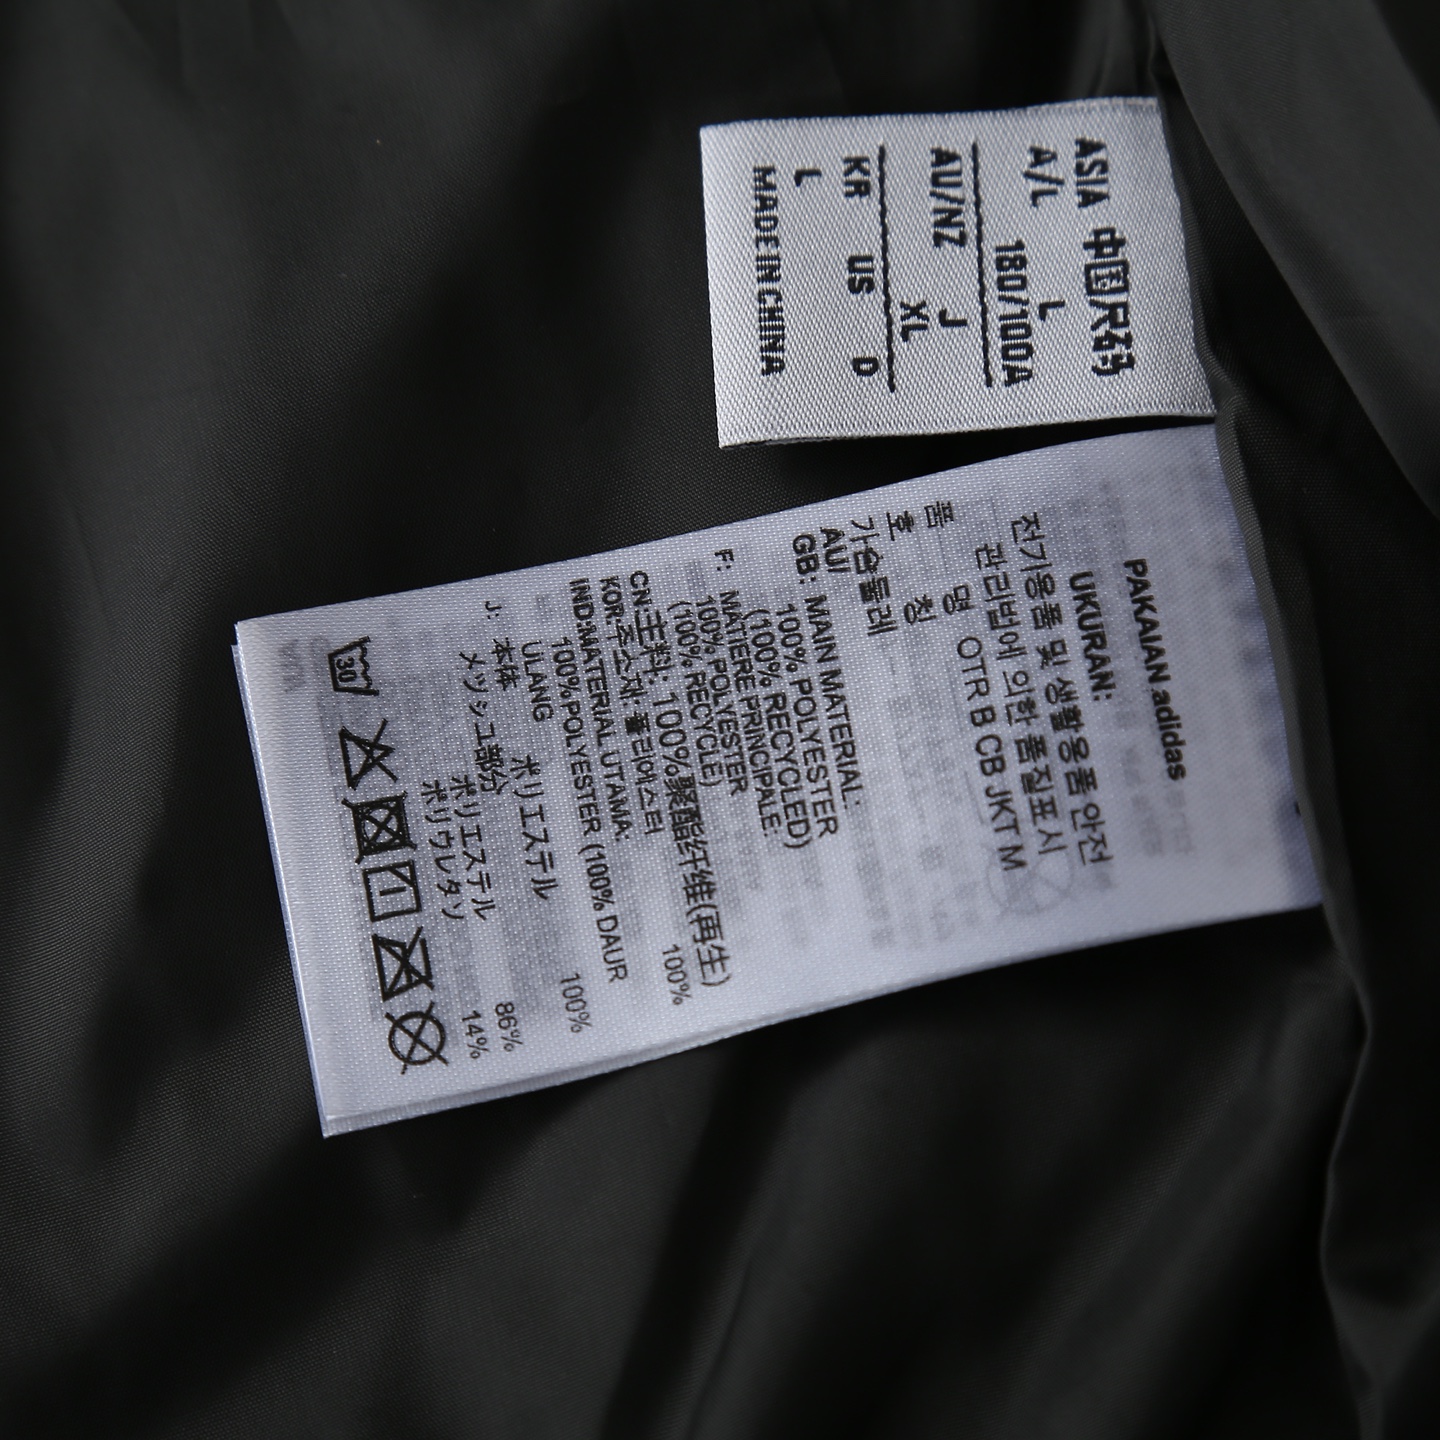 ASIA 中国尺码
A/L L
180/100A
AU/NZ J
XL
KR US D
L
MADE IN CHINA
PAKAIAN adidas
UKURAN:
전기용품 및 생활용품 안전
관리법에 의한 품질표시
품 명 OTR B CB JKT M
호 칭
가슴둘레
AU/
GB: MAIN MATERIAL:
100% POLYESTER
(100% RECYCLED)
F: MATIERE PRINCIPALE:
100% POLYESTER
(100% RECYCLE)
CN:主料: 100%聚酯纤维(再生)
KOR:주소재: 폴리에스터 100%
IND:MATERIAL UTAMA:
100%POLYESTER (100% DAUR
ULANG
J: 本体 ポリエステル 100%
メッシュ部分
ポリエステル 86%
ポリウレタン 14%
30